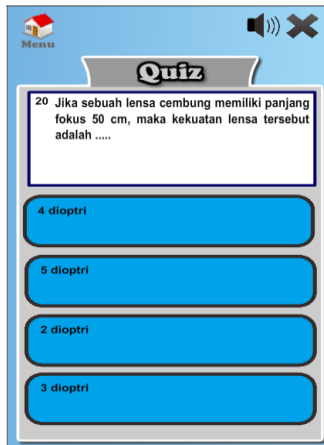 Menu
Quiz
20 Jika sebuah lensa cembung memiliki panjang
fokus 50 cm, maka kekuatan lensa tersebut
adalah .....
4 dioptri
5 dioptri
2 dioptri
3 dioptri